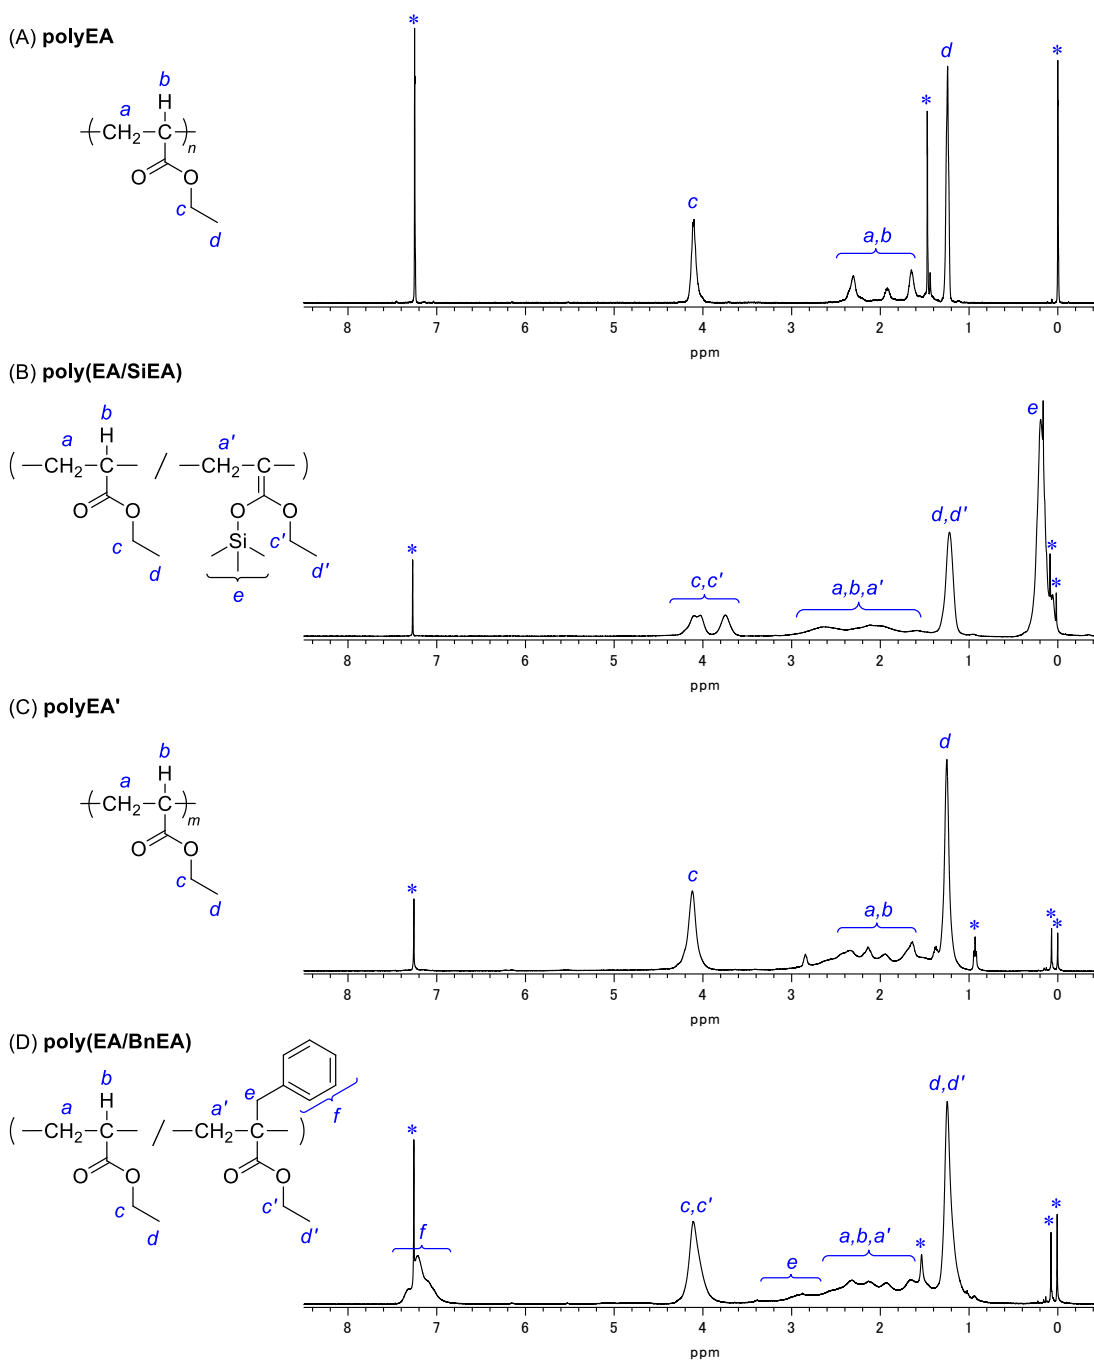 (A) polyEA
*
d
*
b
*
H
a
CH2
C
n
c
O
O
a,b
c
d
8 7 6 5 4 3 2 1 0
ppm
(B) poly(EA/SiEA)
e
b
H
a
a'
( CH2 C / CH2 C )
O
O
O
O
d,d'
Si
c
c'
*
d
d'
*
c,c'
a,b,a'
*
e
8 7 6 5 4 3 2 1 0
ppm
(C) polyEA'
d
b
H
a
CH2
C
m
O
O
c
c
*
a,b
*
*
*
d
8 7 6 5 4 3 2 1 0
ppm
(D) poly(EA/BnEA)
b
e
d,d'
H
a
a'
f
( CH2 C / CH2 C )
*
O
O
O
O
c
c'
c,c'
*
*
d
d'
f
a,b,a'
*
e
8 7 6 5 4 3 2 1 0
ppm